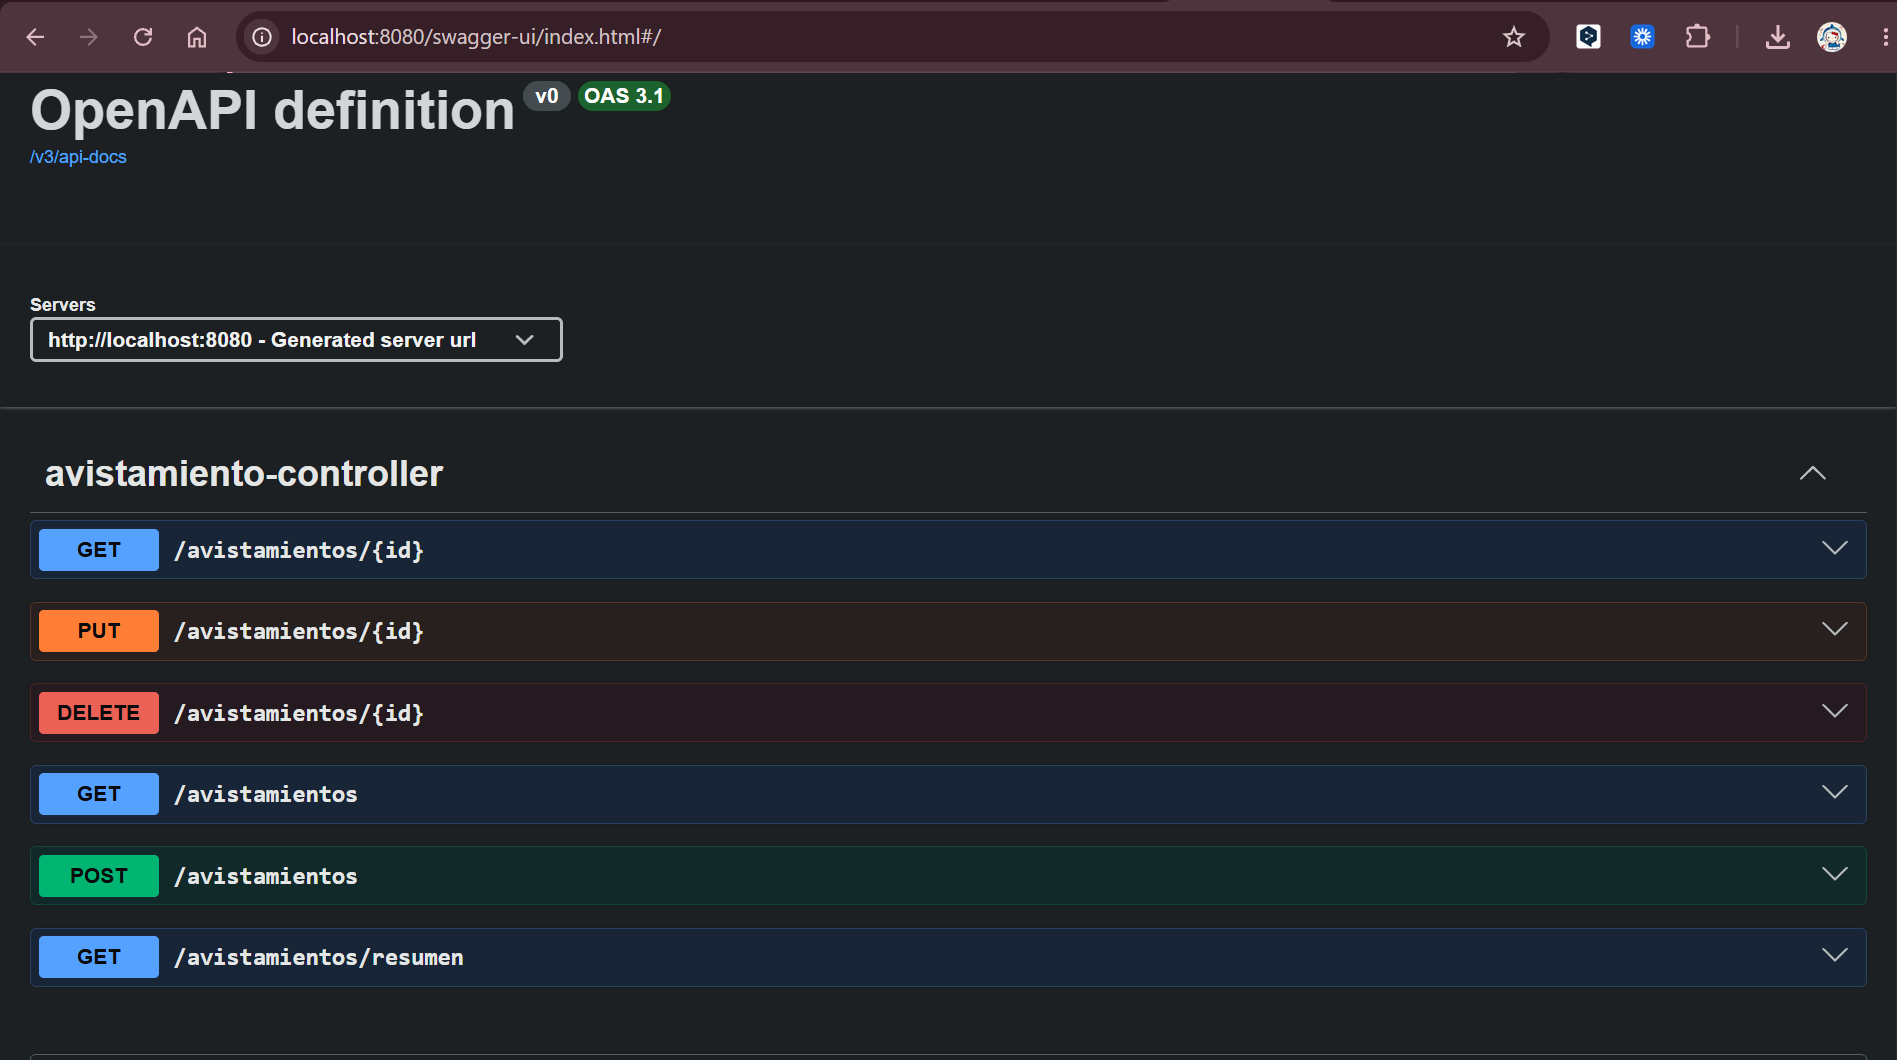 localhost:8080/swagger-ui/index.html#/
OpenAPI definition v0 OAS 3.1
/v3/api-docs
Servers
http://localhost:8080 - Generated server url
avistamiento-controller
GET /avistamientos/{id}
PUT /avistamientos/{id}
DELETE /avistamientos/{id}
GET /avistamientos
POST /avistamientos
GET /avistamientos/resumen